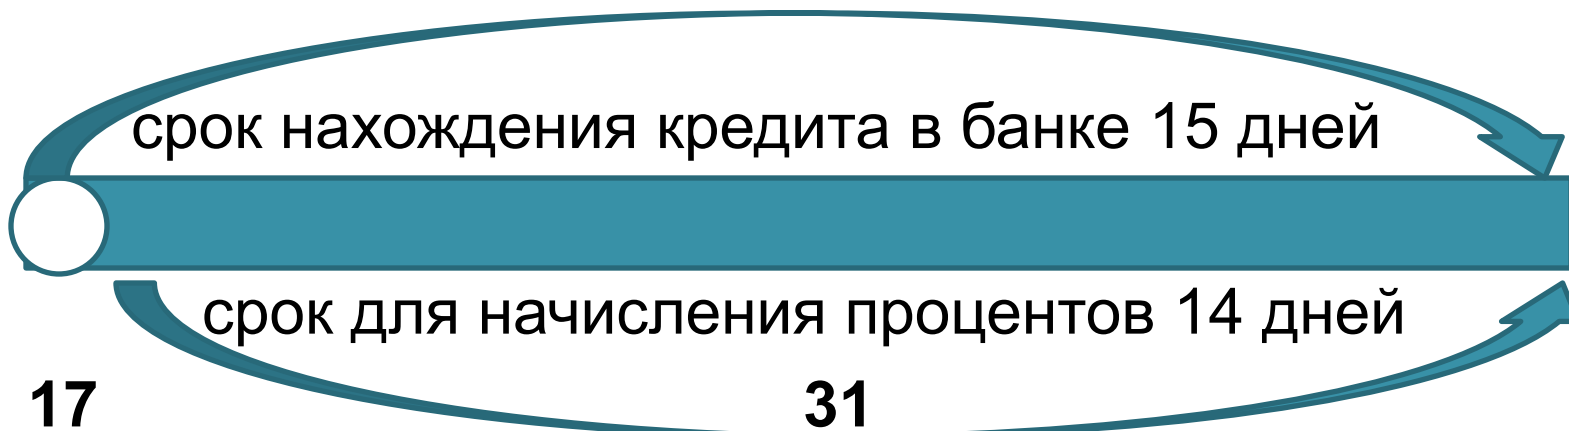 срок нахождения кредита в банке 15 дней
срок для начисления процентов 14 дней
17 31